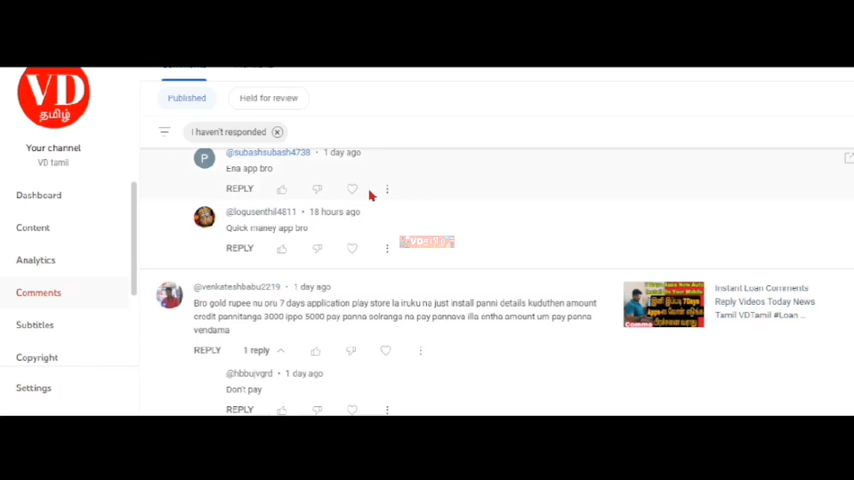 VD
தமிழ்
Your channel
VD tamil
Dashboard
Content
Analytics
Comments
Subtitles
Copyright
Settings
Published
Held for review
I haven't responded
@subashsubash4738 • 1 day ago
Ena app bro
REPLY
@logusenthil4811 • 18 hours ago
Quick maney app bro
REPLY
@venkateshbabu2219 • 1 day ago
Bro gold rupee nu oru 7 days application play store la iruku na just install panni details kuduthen amount
credit pannitanga 3000 ippo 5000 pay panna solranga na pay pannava illa entha amount um pay panna
vendama
REPLY 1 reply
@hbbujvgrd • 1 day ago
Don't pay
REPLY
Instant Loan Comments
Reply Videos Today News
Tamil VDTamil #Loan ...